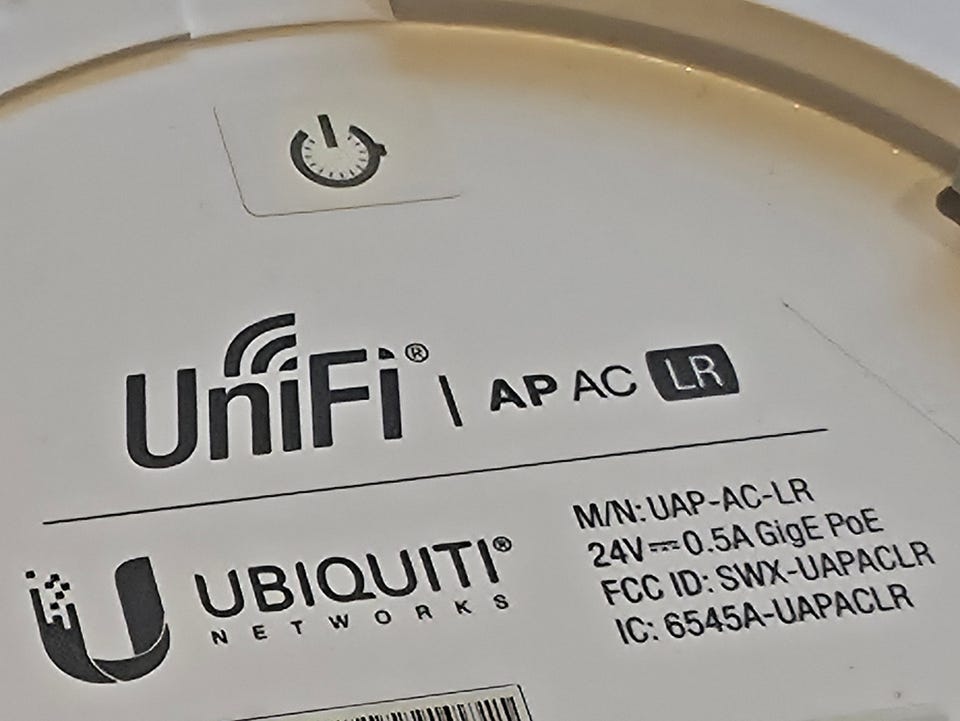 UniFi® | AP AC LR
UBIQUITI®
NETWORKS
M/N: UAP-AC-LR
24V⎓0.5A GigE PoE
FCC ID: SWX-UAPACLR
IC: 6545A-UAPACLR